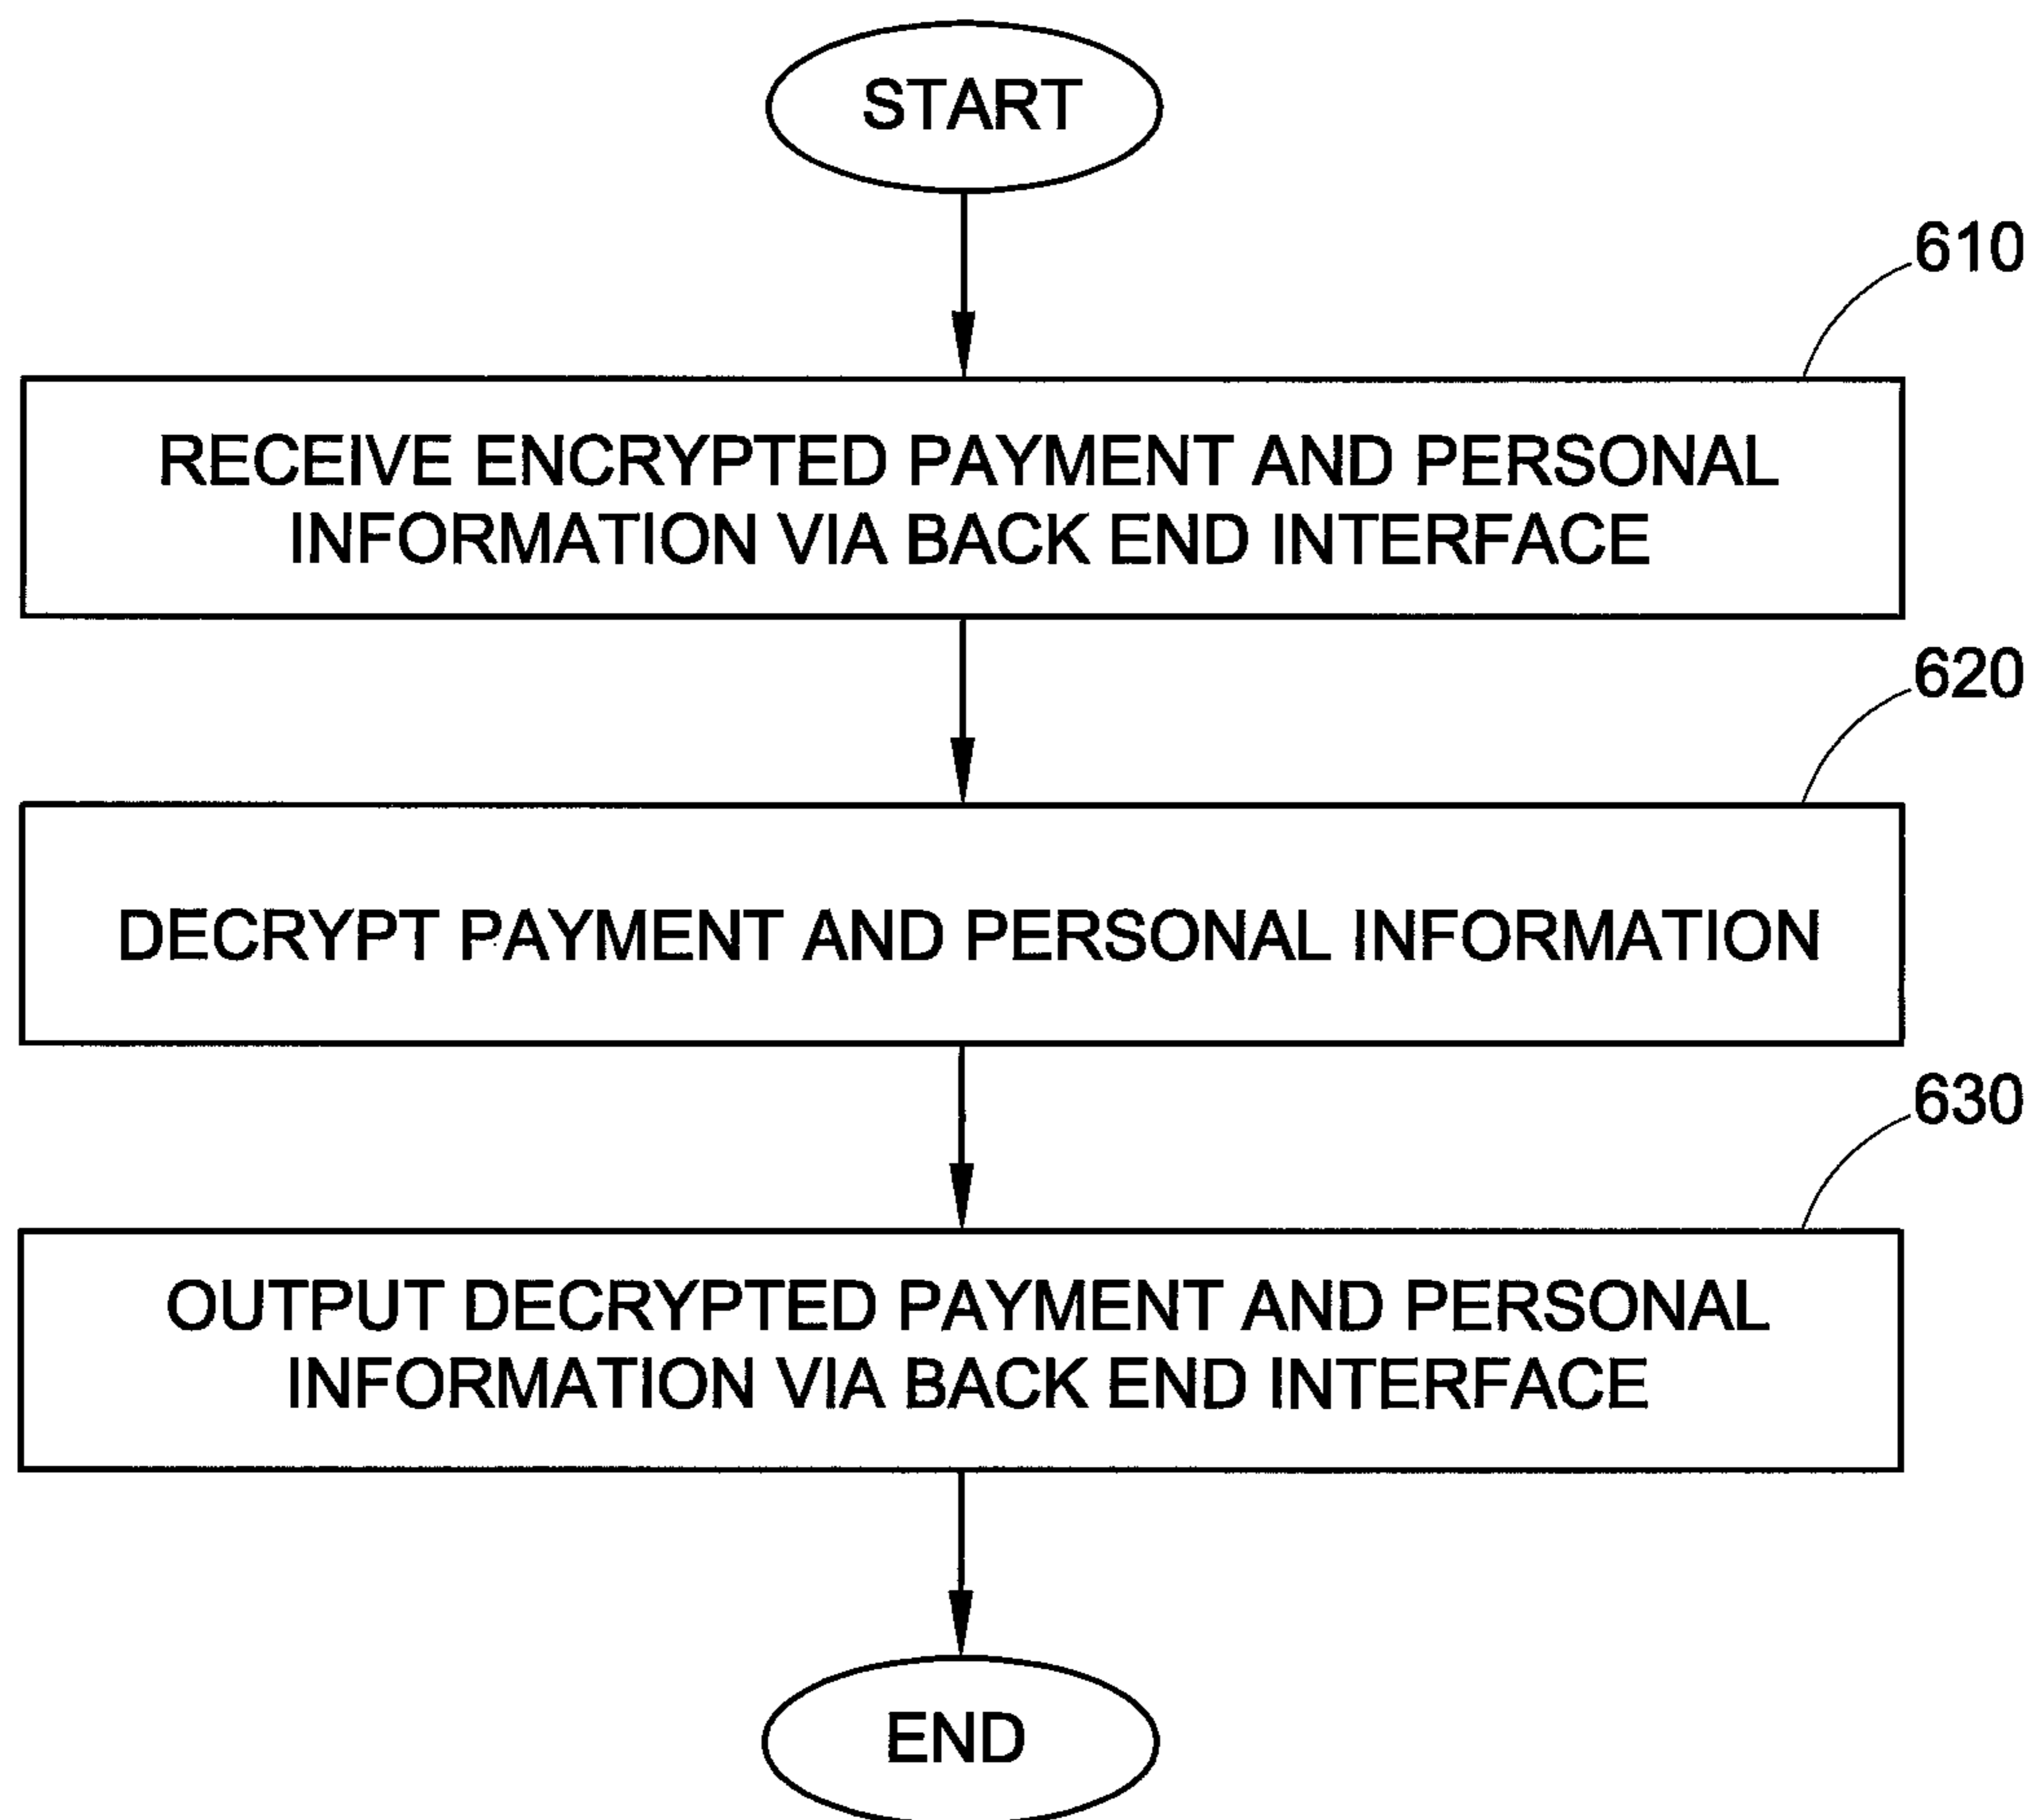 START
610
RECEIVE ENCRYPTED PAYMENT AND PERSONAL
INFORMATION VIA BACK END INTERFACE
620
DECRYPT PAYMENT AND PERSONAL INFORMATION
630
OUTPUT DECRYPTED PAYMENT AND PERSONAL
INFORMATION VIA BACK END INTERFACE
END